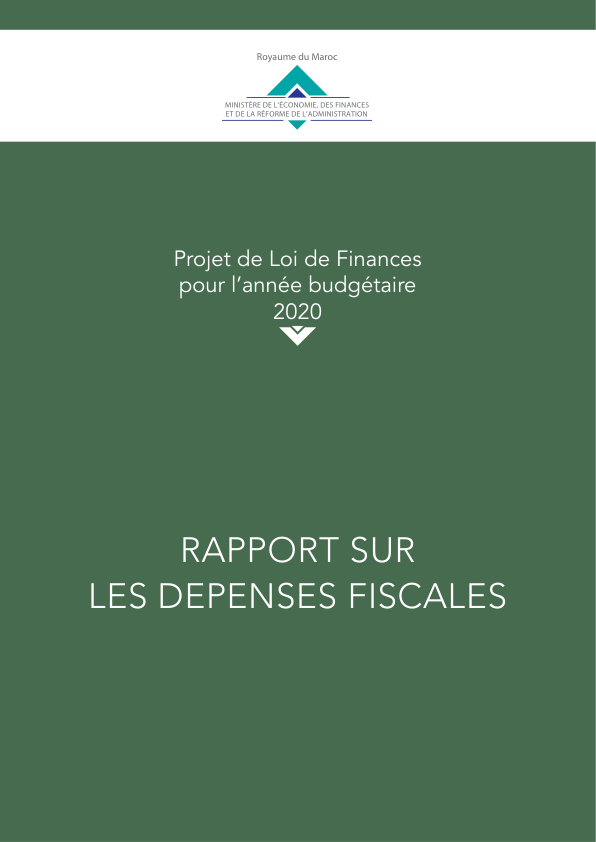 Royaume du Maroc
MINISTÈRE DE L'ÉCONOMIE, DES FINANCES
ET DE LA RÉFORME DE L'ADMINISTRATION
Projet de Loi de Finances
pour l'année budgétaire
2020
RAPPORT SUR
LES DEPENSES FISCALES